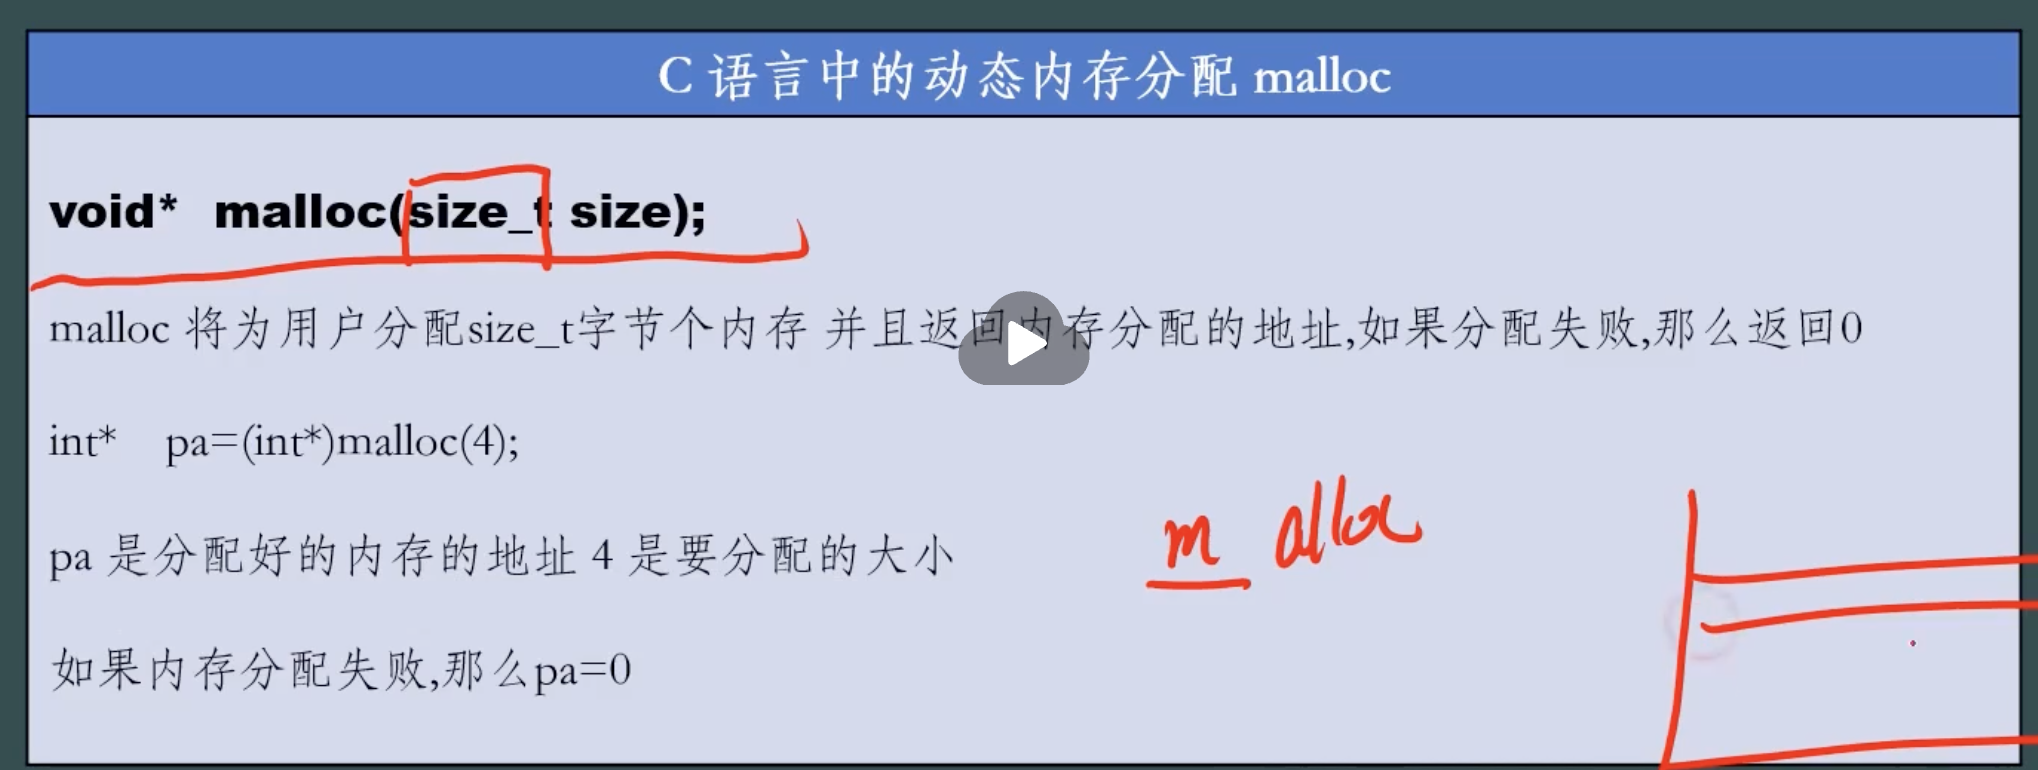 C 语言中的动态内存分配 malloc
void* malloc(size_t size);
malloc 将为用户分配size_t字节个内存 并且返回内存分配的地址,如果分配失败,那么返回0
int* pa=(int*)malloc(4);
m alloc
pa 是分配好的内存的地址 4 是要分配的大小
如果内存分配失败,那么pa=0